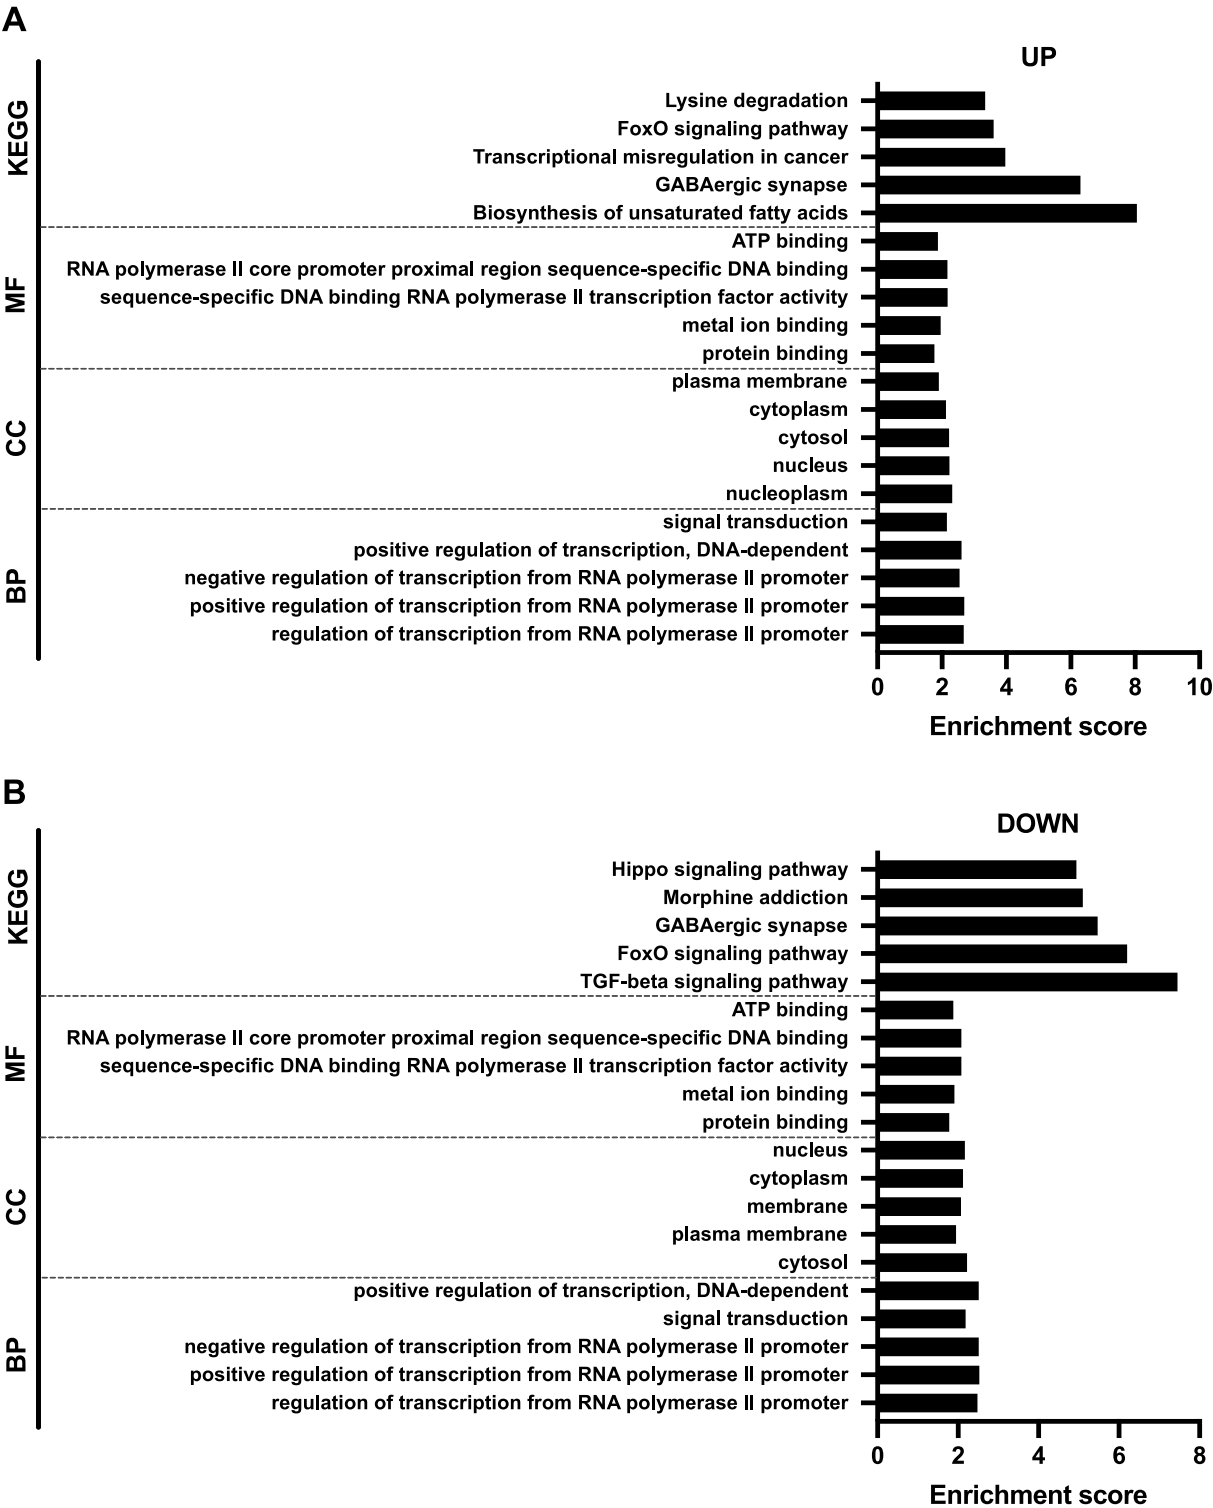 A
UP
KEGG
Lysine degradation
FoxO signaling pathway
Transcriptional misregulation in cancer
GABAergic synapse
Biosynthesis of unsaturated fatty acids
MF
ATP binding
RNA polymerase II core promoter proximal region sequence-specific DNA binding
sequence-specific DNA binding RNA polymerase II transcription factor activity
metal ion binding
protein binding
CC
plasma membrane
cytoplasm
cytosol
nucleus
nucleoplasm
BP
signal transduction
positive regulation of transcription, DNA-dependent
negative regulation of transcription from RNA polymerase II promoter
positive regulation of transcription from RNA polymerase II promoter
regulation of transcription from RNA polymerase II promoter
0 2 4 6 8 10
Enrichment score
B
DOWN
KEGG
Hippo signaling pathway
Morphine addiction
GABAergic synapse
FoxO signaling pathway
TGF-beta signaling pathway
MF
ATP binding
RNA polymerase II core promoter proximal region sequence-specific DNA binding
sequence-specific DNA binding RNA polymerase II transcription factor activity
metal ion binding
protein binding
CC
nucleus
cytoplasm
membrane
plasma membrane
cytosol
BP
positive regulation of transcription, DNA-dependent
signal transduction
negative regulation of transcription from RNA polymerase II promoter
positive regulation of transcription from RNA polymerase II promoter
regulation of transcription from RNA polymerase II promoter
0 2 4 6 8
Enrichment score